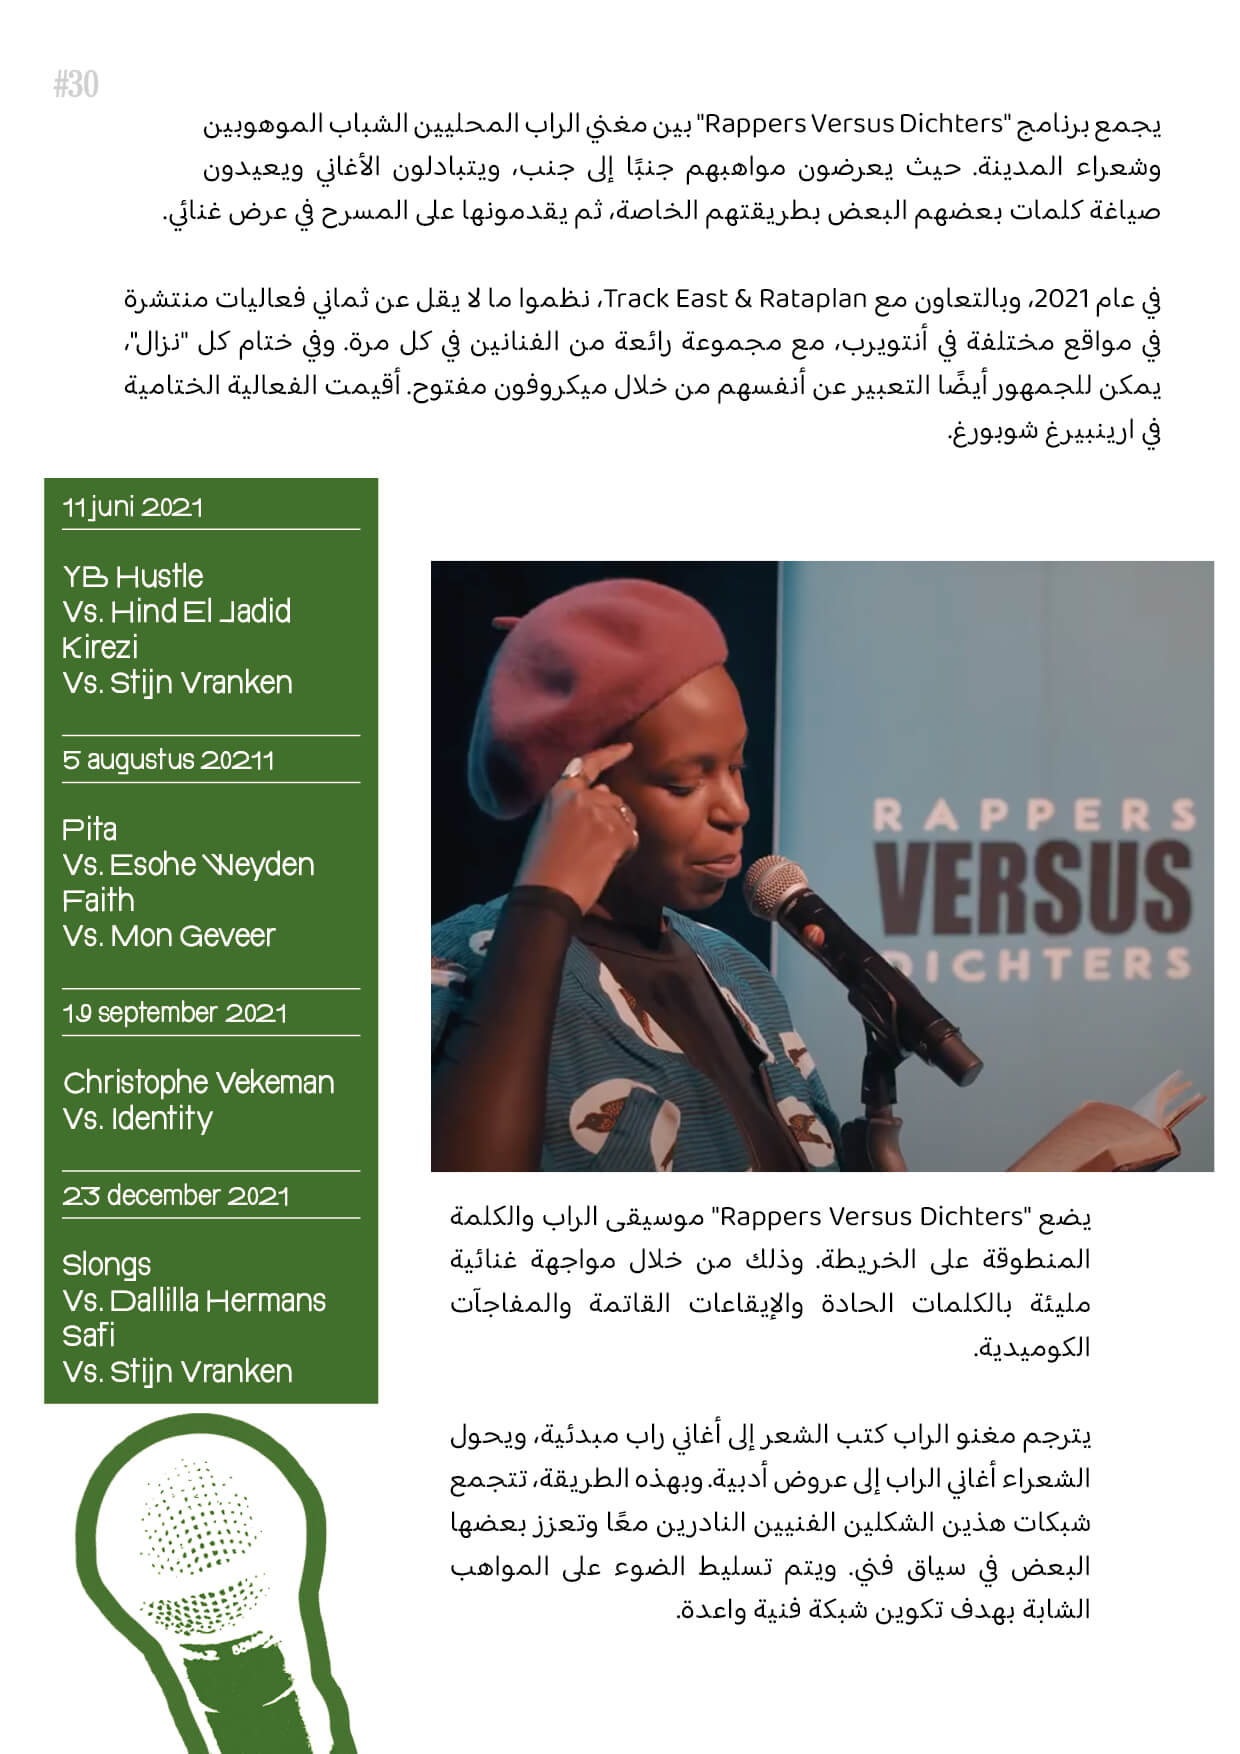 #30
يجمع برنامج "Rappers Versus Dichters" بين مغني الراب المحليين الشباب الموهوبين
وشعراء المدينة. حيث يعرضون مواهبهم جنبًا إلى جنب، ويتبادلون الأغاني ويعيدون
صياغة كلمات بعضهم البعض بطريقتهم الخاصة، ثم يقدمونها على المسرح في عرض غنائي.
في عام 2021، وبالتعاون مع Track East & Rataplan، نظموا ما لا يقل عن ثماني فعاليات منتشرة
في مواقع مختلفة في أنتويرب، مع مجموعة رائعة من الفنانين في كل مرة. وفي ختام كل "نزال"،
يمكن للجمهور أيضًا التعبير عن أنفسهم من خلال ميكروفون مفتوح. أقيمت الفعالية الختامية
في ارينبيرغ شوبورغ.
11 juni 2021
YB Hustle
Vs. Hind El Jadid
Kirezi
Vs. Stijn Vranken
5 augustus 20211
Pita
Vs. Esohe Weyden
Faith
Vs. Mon Geveer
19 september 2021
Christophe Vekeman
Vs. Identity
23 december 2021
Slongs
Vs. Dallilla Hermans
Safi
Vs. Stijn Vranken
RAPPERS
VERSUS
DICHTERS
يضع "Rappers Versus Dichters" موسيقى الراب والكلمة
المنطوقة على الخريطة. وذلك من خلال مواجهة غنائية
مليئة بالكلمات الحادة والإيقاعات القاتمة والمفاجآت
الكوميدية.
يترجم مغنو الراب كتب الشعر إلى أغاني راب مبدئية، ويحول
الشعراء أغاني الراب إلى عروض أدبية. وبهذه الطريقة، تتجمع
شبكات هذين الشكلين الفنيين النادرين معًا وتعزز بعضها
البعض في سياق فني. ويتم تسليط الضوء على المواهب
الشابة بهدف تكوين شبكة فنية واعدة.